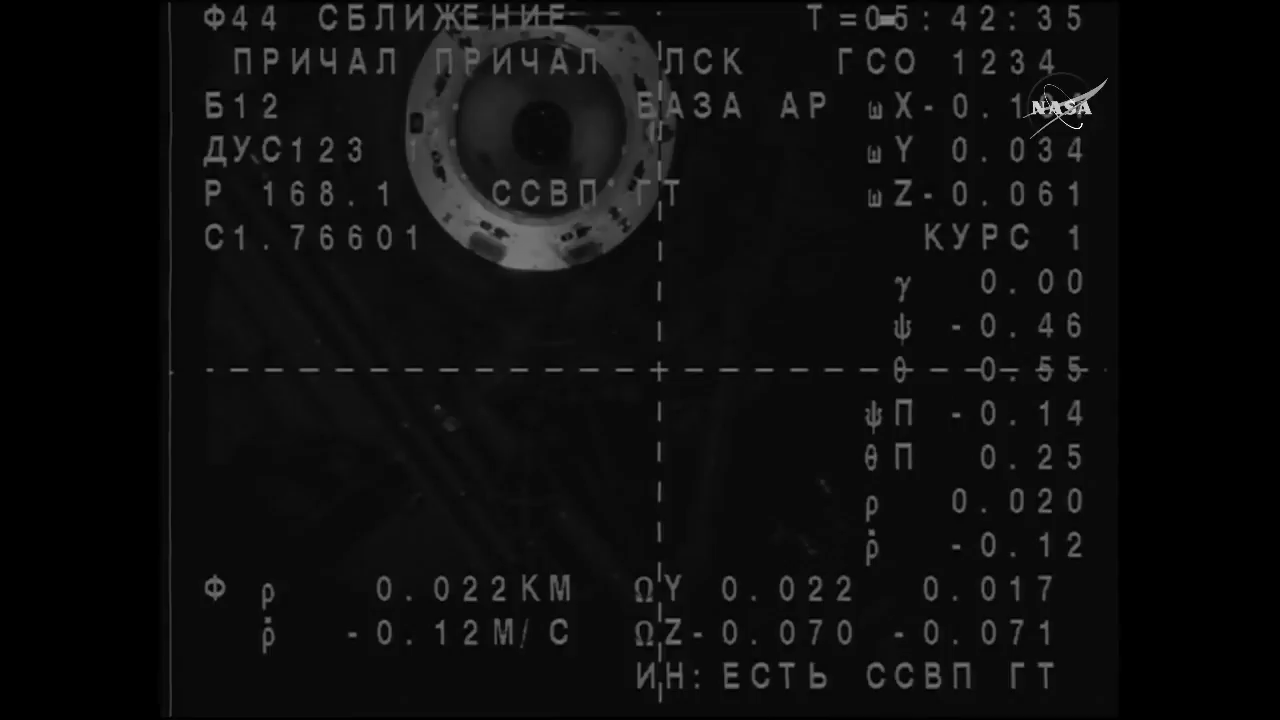 Ф44 СБЛИЖЕНИЕ T=05:42:35
ПРИЧАЛ ПРИЧАЛ ЛСК ГСО 1234
Б12 БАЗА АР ωX-0.1
NASA
ДУС123 ωY 0.034
Р 168.1 ССВП ГТ ωZ-0.061
С1.76601 КУРС 1
γ 0.00
ψ -0.46
θ 0.55
ψП -0.14
θП 0.25
ρ 0.020
ρ̇ -0.12
Ф ρ 0.022КМ ΩY 0.022 0.017
ρ̇ -0.12М/С ΩZ-0.070 -0.071
ИН: ЕСТЬ ССВП ГТ